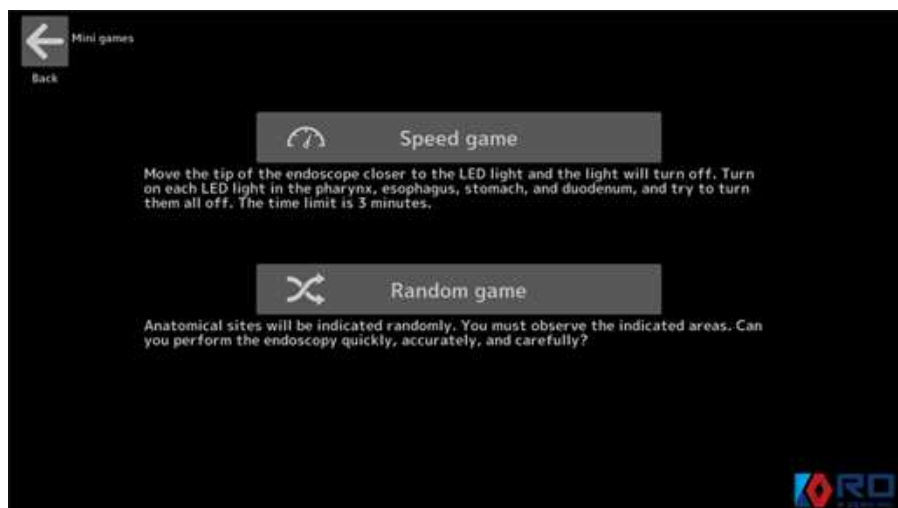 Mini games
Back
Speed game
Move the tip of the endoscope closer to the LED light and the light will turn off. Turn
on each LED light in the pharynx, esophagus, stomach, and duodenum, and try to turn
them all off. The time limit is 3 minutes.
Random game
Anatomical sites will be indicated randomly. You must observe the indicated areas. Can
you perform the endoscopy quickly, accurately, and carefully?
RO